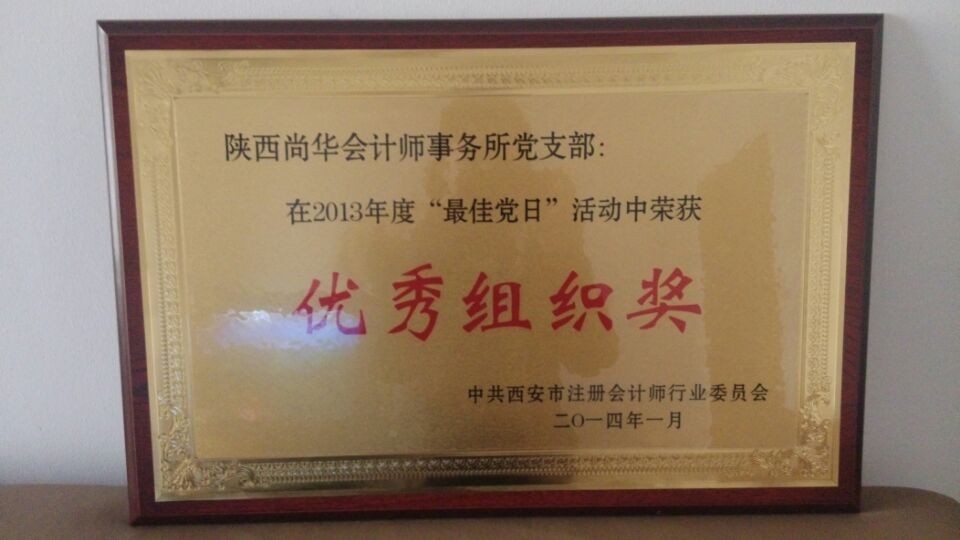 陕西尚华会计师事务所党支部:
在2013年度“最佳党日”活动中荣获
优秀组织奖
中共西安市注册会计师行业委员会
二〇一四年一月